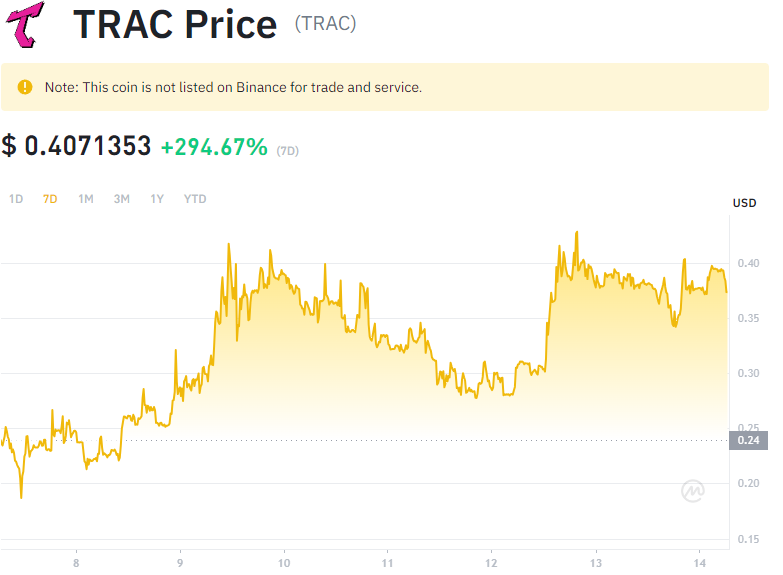 TRAC Price (TRAC)
Note: This coin is not listed on Binance for trade and service.
$ 0.4071353 +294.67% (7D)
1D 7D 1M 3M 1Y YTD
USD
0.40
0.35
0.30
0.25
0.24
0.20
0.15
8 9 10 11 12 13 14